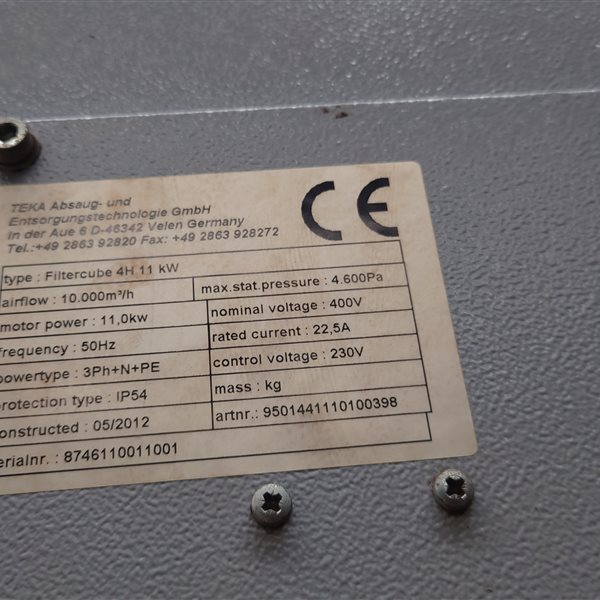 TEKA Absaug- und
Entsorgungstechnologie GmbH
In der Aue 6 D-46342 Velen Germany
Tel.:+49 2863 92820 Fax: +49 2863 928272
CE
type : Filtercube 4H 11 kW
airflow : 10.000m³/h
max.stat.pressure : 4.600Pa
motor power : 11,0kw
nominal voltage : 400V
frequency : 50Hz
rated current : 22,5A
powertype : 3Ph+N+PE
control voltage : 230V
protection type : IP54
mass : kg
onstructed : 05/2012
artnr.: 9501441110100398
erialnr. : 8746110011001